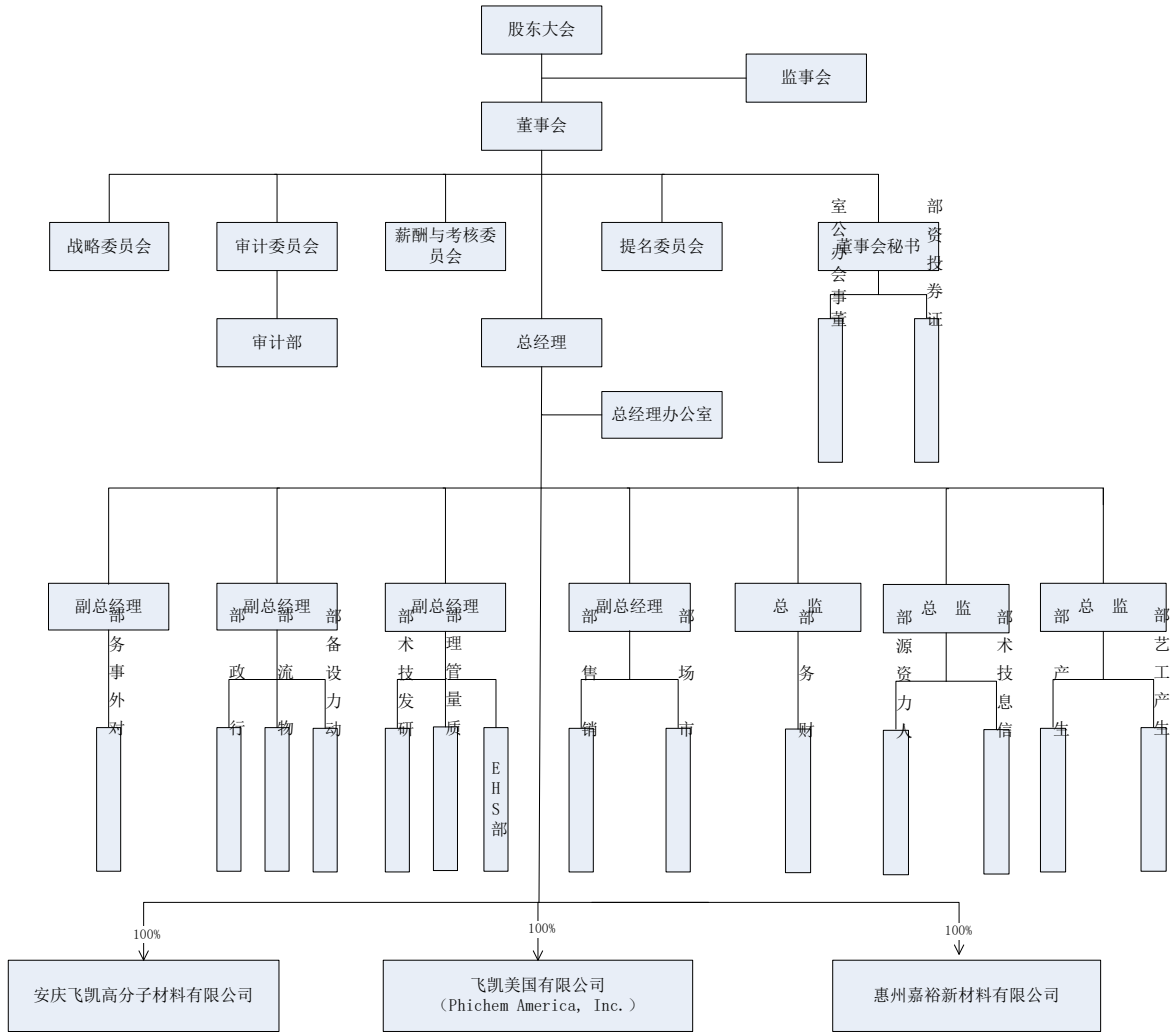 股东大会
监事会
董事会
战略委员会
审计委员会
薪酬与考核委
员会
提名委员会
董事会秘书
董事会办公室
证券投资部
审计部
总经理
总经理办公室
副总经理
副总经理
副总经理
副总经理
总 监
总 监
总 监
对外事务部
行政部
物流部
动力设备部
研发技术部
质量管理部
EHS部
销售部
市场部
财务部
人力资源部
信息技术部
生产部
生产工艺部
100%
100%
100%
安庆飞凯高分子材料有限公司
飞凯美国有限公司
(Phichem America, Inc.)
惠州嘉裕新材料有限公司